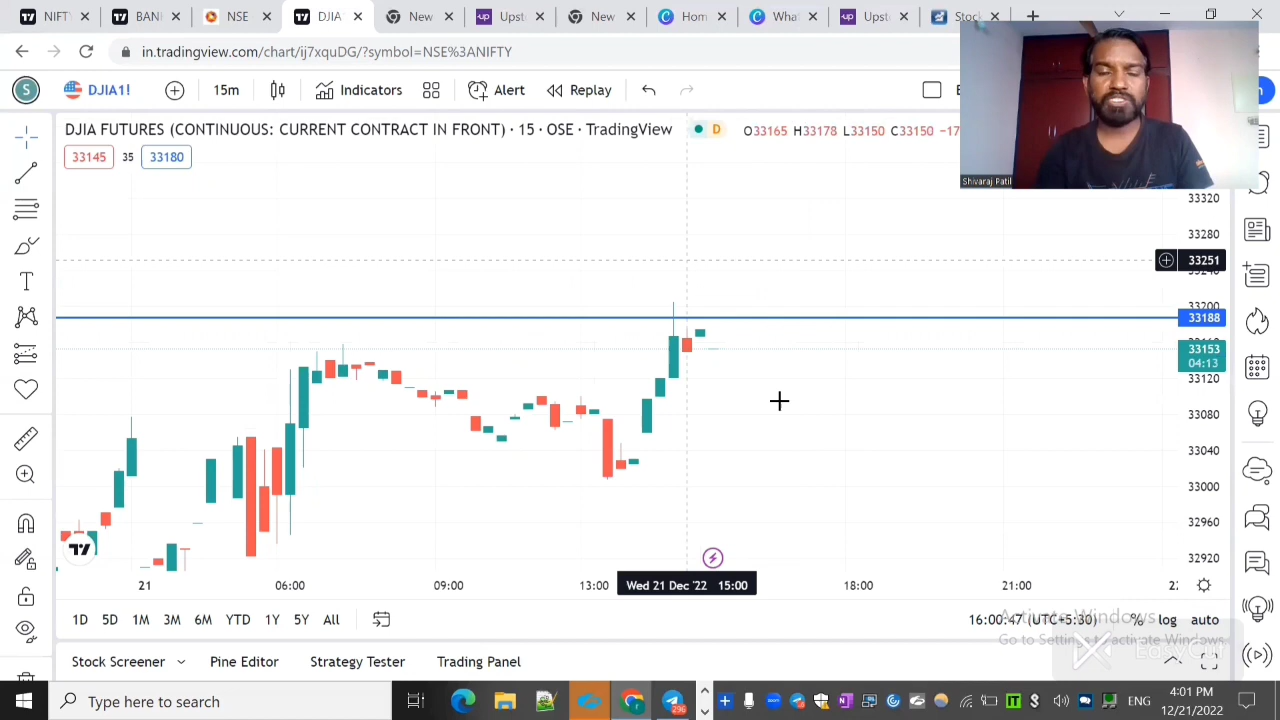 NIFTY
BANK
NSE
DJIA
New
Upst
New
Hom
What
Upst
Stock
in.tradingview.com/chart/ij7xquDG/?symbol=NSE%3ANIFTY
S
DJIA1!
15m
Indicators
Alert
Replay
DJIA FUTURES (CONTINUOUS: CURRENT CONTRACT IN FRONT) · 15 · OSE · TradingView
D
O33165 H33178 L33150 C33150 −17
33145
35
33180
Shivaraj Patil
33320
33280
33251
33240
33200
33188
33153
04:13
33120
33080
33040
33000
32960
32920
21
06:00
09:00
13:00
Wed 21 Dec '22 15:00
18:00
21:00
1D 5D 1M 3M 6M YTD 1Y 5Y All
16:00:47 (UTC+5:30)
% log auto
Activate Windows
Go to Settings to activate Windows.
EasyCut
Stock Screener
Pine Editor
Strategy Tester
Trading Panel
Type here to search
296
ENG
4:01 PM
12/21/2022